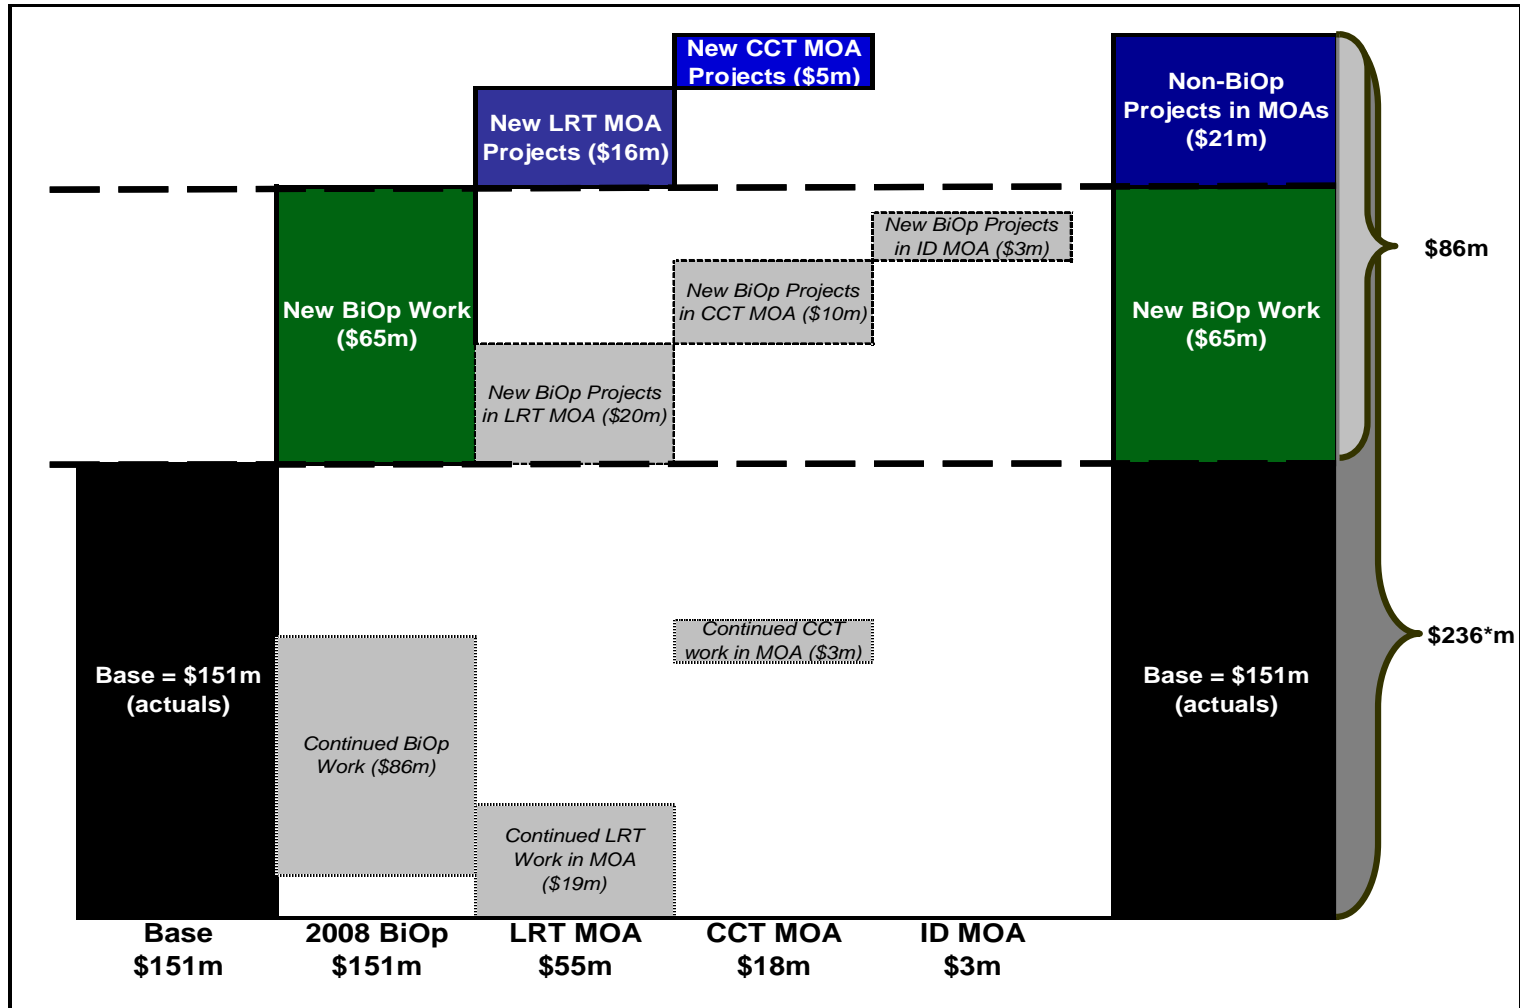 New CCT MOA
Projects ($5m)
New LRT MOA
Projects ($16m)
Non-BiOp
Projects in MOAs
($21m)
New BiOp Projects
in ID MOA ($3m)
$86m
New BiOp Work
($65m)
New BiOp Projects
in CCT MOA ($10m)
New BiOp Work
($65m)
New BiOp Projects
in LRT MOA ($20m)
Continued CCT
work in MOA ($3m)
$236*m
Base = $151m
(actuals)
Base = $151m
(actuals)
Continued BiOp
Work ($86m)
Continued LRT
Work in MOA
($19m)
Base
$151m
2008 BiOp
$151m
LRT MOA
$55m
CCT MOA
$18m
ID MOA
$3m